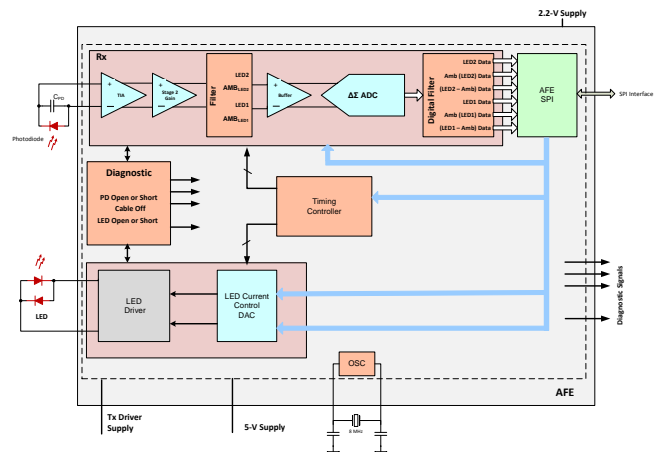 2.2-V Supply
Rx
CPD
TIA
Stage 2
Gain
Filter
LED2
AMBLED2
LED1
AMBLED1
Buffer
ΔΣ ADC
Digital Filter
LED2 Data
Amb (LED2) Data
(LED2 – Amb) Data
LED1 Data
Amb (LED1) Data
(LED1 – Amb) Data
AFE
SPI
SPI Interface
Photodiode
Diagnostic
PD Open or Short
Cable Off
LED Open or Short
Timing
Controller
LED
LED
Driver
LED Current
Control
DAC
Diagnostic Signals
OSC
AFE
Tx Driver
Supply
5-V Supply
8 MHz